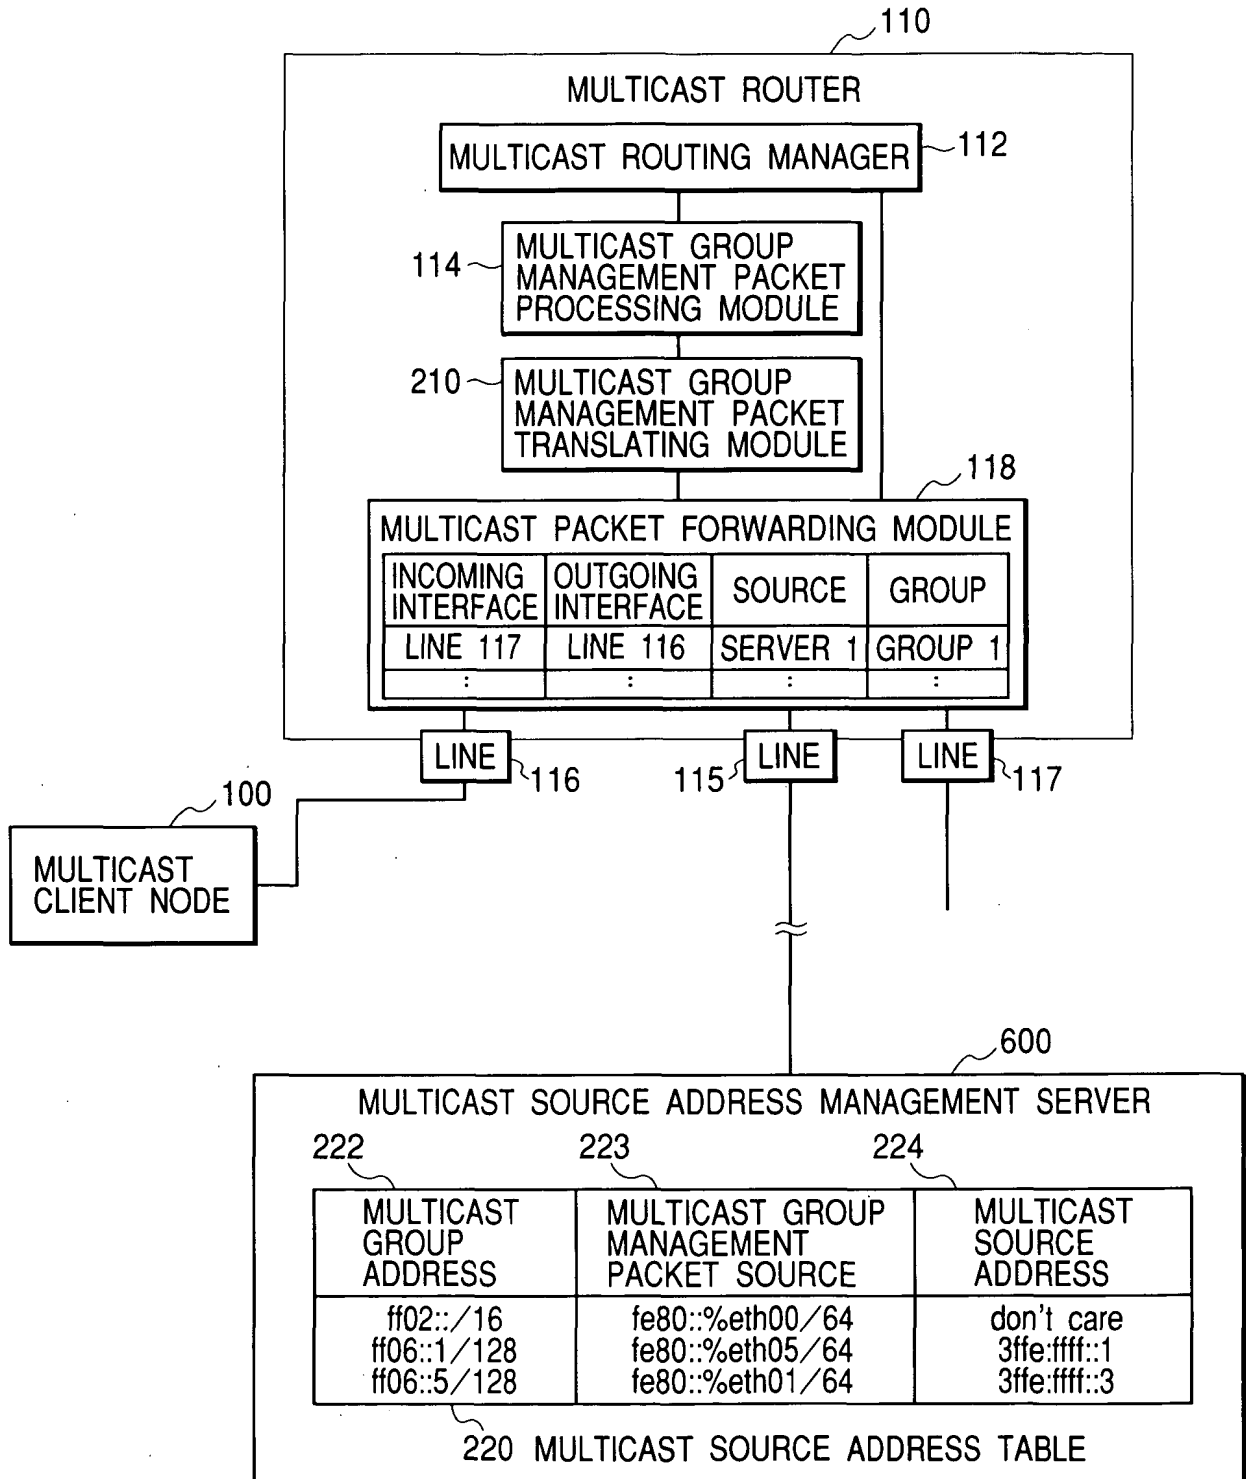 110
MULTICAST ROUTER
MULTICAST ROUTING MANAGER
112
MULTICAST GROUP
MANAGEMENT PACKET
PROCESSING MODULE
114
210
MULTICAST GROUP
MANAGEMENT PACKET
TRANSLATING MODULE
118
MULTICAST PACKET FORWARDING MODULE
INCOMING INTERFACE OUTGOING INTERFACE SOURCE GROUP
LINE 117 LINE 116 SERVER 1 GROUP 1
: : : :
LINE 116 115 LINE LINE 117
100
MULTICAST
CLIENT NODE
600
MULTICAST SOURCE ADDRESS MANAGEMENT SERVER
222 223 224
MULTICAST GROUP ADDRESS MULTICAST GROUP MANAGEMENT PACKET SOURCE MULTICAST SOURCE ADDRESS
ff02::/16 fe80::%eth00/64 don't care
ff06::1/128 fe80::%eth05/64 3ffe:ffff::1
ff06::5/128 fe80::%eth01/64 3ffe:ffff::3
220 MULTICAST SOURCE ADDRESS TABLE